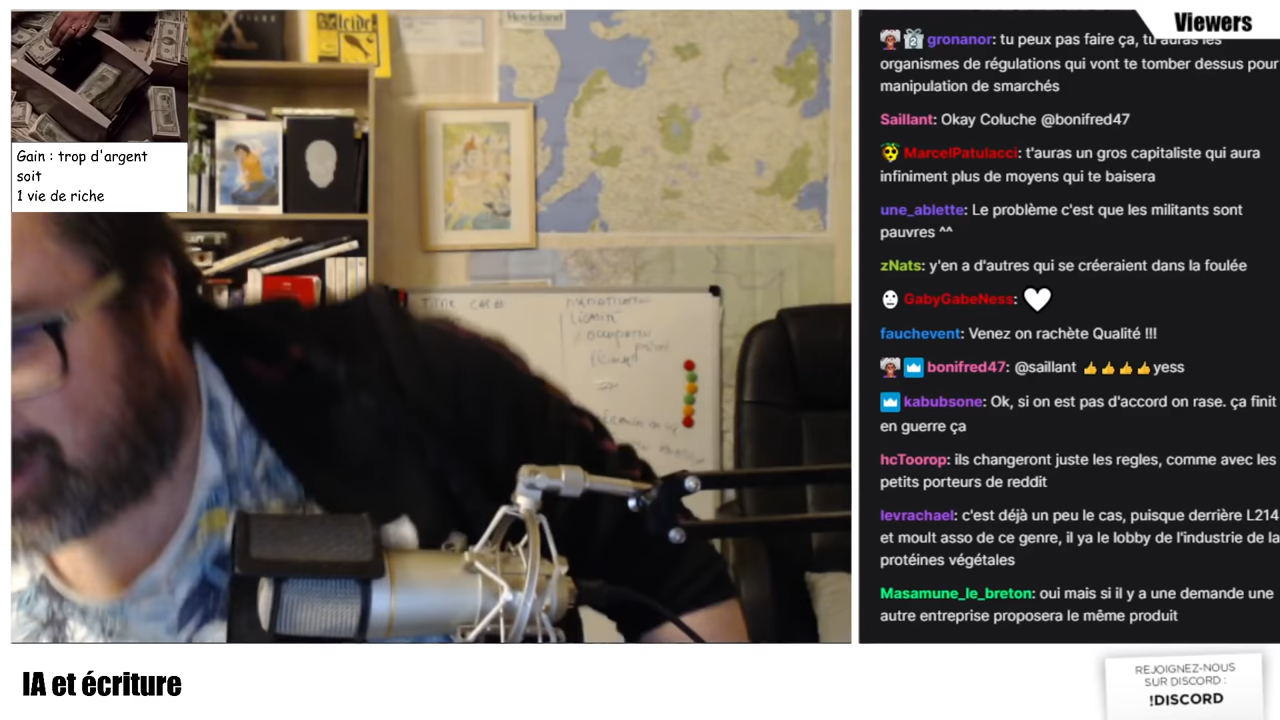 Movieland
Gain : trop d'argent
soit
1 vie de riche
TIME CODE
Viewers
gronanor: tu peux pas faire ça, tu auras les
organismes de régulations qui vont te tomber dessus pour
manipulation de smarchés
Saillant: Okay Coluche @bonifred47
MarcelPatulacci: t'auras un gros capitaliste qui aura
infiniment plus de moyens qui te baisera
une_ablette: Le problème c'est que les militants sont
pauvres ^^
zNats: y'en a d'autres qui se créeraient dans la foulée
GabyGabeNess:
fauchevent: Venez on rachète Qualité !!!
bonifred47: @saillant 👍👍👍👍yess
kabubsone: Ok, si on est pas d'accord on rase. ça finit
en guerre ça
hcToorop: ils changeront juste les regles, comme avec les
petits porteurs de reddit
levrachael: c'est déjà un peu le cas, puisque derrière L214
et moult asso de ce genre, il ya le lobby de l'industrie de la
protéines végétales
Masamune_le_breton: oui mais si il y a une demande une
autre entreprise proposera le même produit
IA et écriture
REJOIGNEZ-NOUS
SUR DISCORD :
!DISCORD